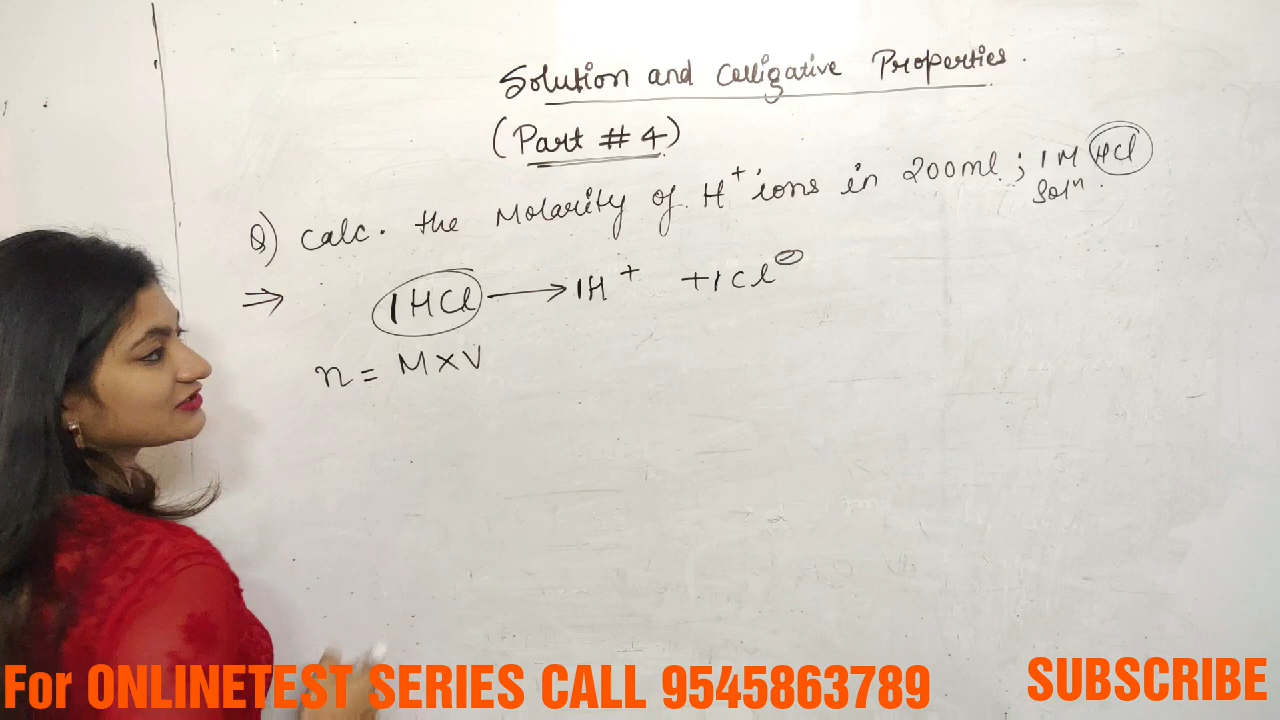 Solution and Colligative Properties.
(Part # 4)
Q) Calc. the Molarity of H⁺ ions in 200ml ; 1M HCl
Solⁿ.
⇒ 1HCl ⟶ 1H⁺ + 1Cl⊖
n = M×V
For ONLINETEST SERIES CALL 9545863789
SUBSCRIBE